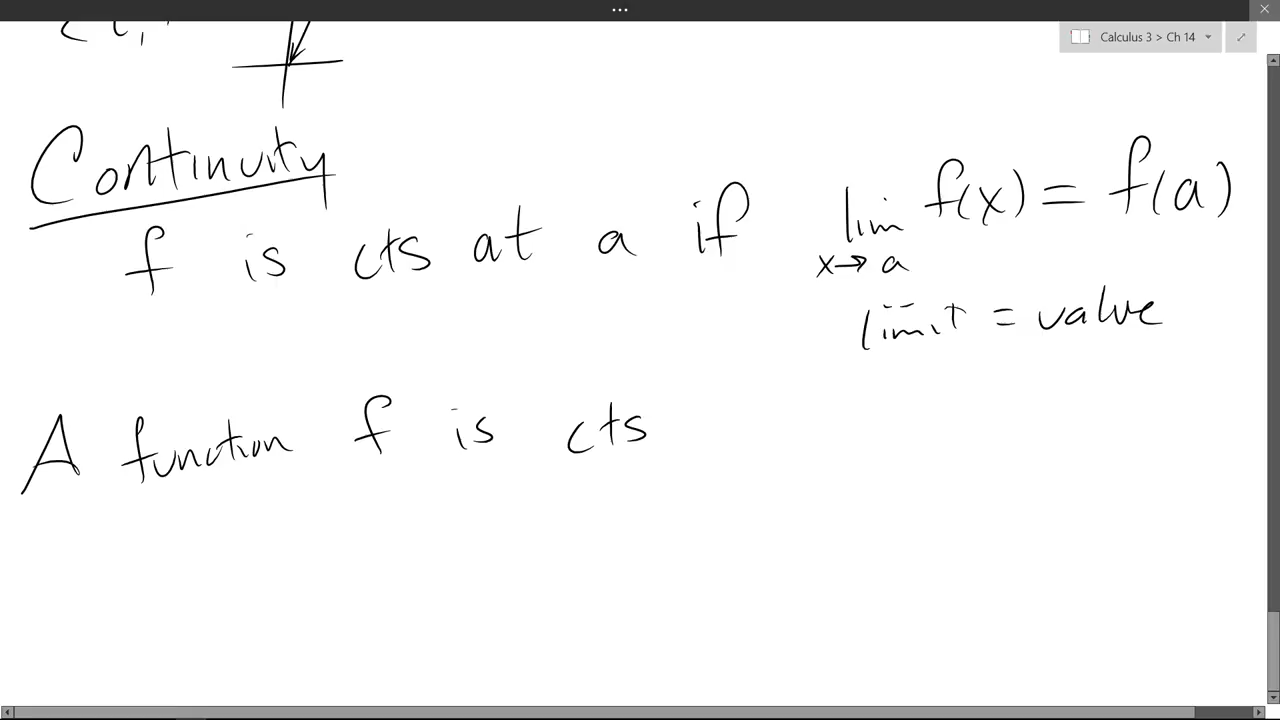 Calculus 3 > Ch 14
Continuity
f is cts at a if lim f(x) = f(a)
x → a
limit = value
A function f is cts